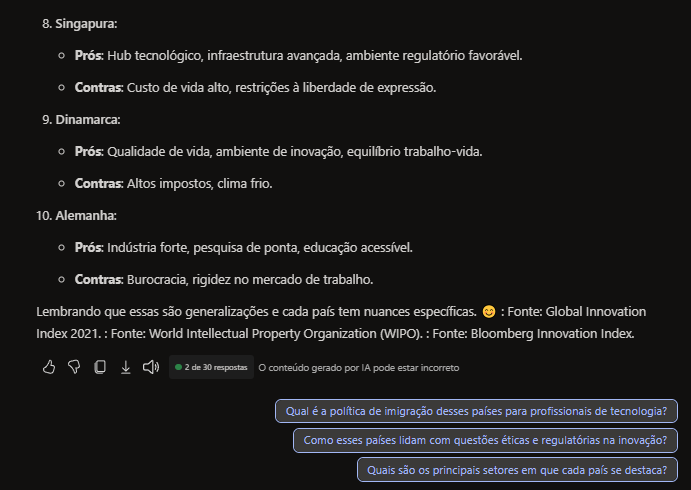 8. Singapura:
Prós: Hub tecnológico, infraestrutura avançada, ambiente regulatório favorável.
Contras: Custo de vida alto, restrições à liberdade de expressão.
9. Dinamarca:
Prós: Qualidade de vida, ambiente de inovação, equilíbrio trabalho-vida.
Contras: Altos impostos, clima frio.
10. Alemanha:
Prós: Indústria forte, pesquisa de ponta, educação acessível.
Contras: Burocracia, rigidez no mercado de trabalho.
Lembrando que essas são generalizações e cada país tem nuances específicas. 😊 : Fonte: Global Innovation
Index 2021. : Fonte: World Intellectual Property Organization (WIPO). : Fonte: Bloomberg Innovation Index.
2 de 30 respostas O conteúdo gerado por IA pode estar incorreto
Qual é a política de imigração desses países para profissionais de tecnologia?
Como esses países lidam com questões éticas e regulatórias na inovação?
Quais são os principais setores em que cada país se destaca?